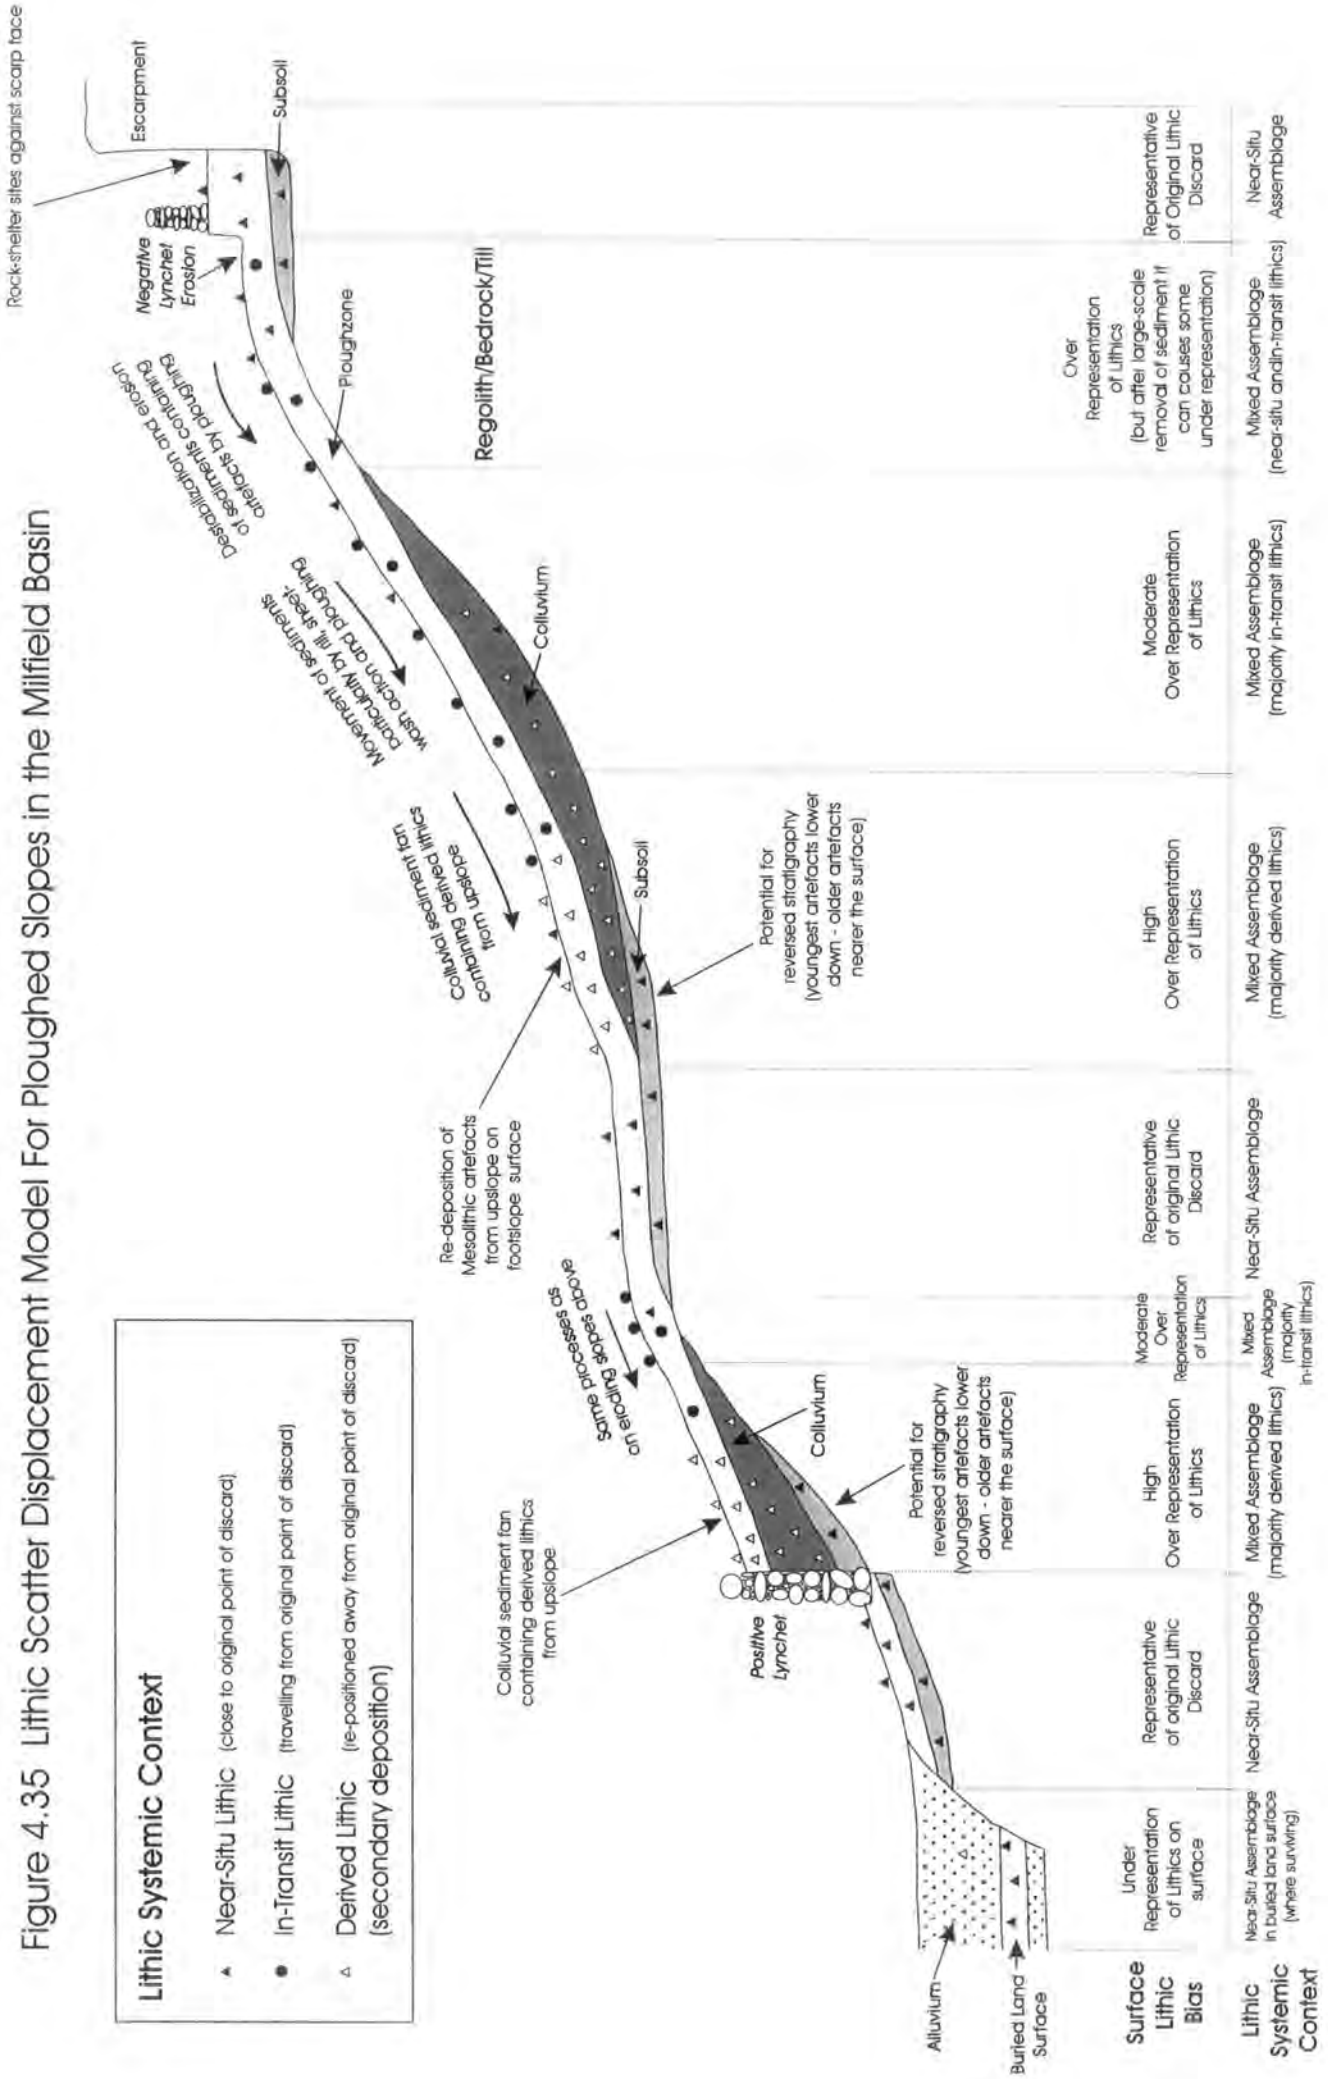 Figure 4.35 Lithic Scatter Displacement Model For Ploughed Slopes in the Milfield Basin
Lithic Systemic Context
Near-Situ Lithic (close to original point of discard)
In-Transit Lithic (travelling from original point of discard)
Derived Lithic (re-positioned away from original point of discard)
(secondary deposition)
Rock-shelter sites against scarp face
Escarpment
Subsoil
Negative
Lynchet
Erosion
Ploughzone
Destabilization and erosion
of sediments containing
artefacts by ploughing
Regolith/Bedrock/Till
Movement of sediments
particularly by rill, sheet-
wash action and ploughing
Colluvium
Colluvial sediment fan
containing derived lithics
from upslope
Subsoil
Potential for
reversed stratigraphy
(youngest artefacts lower
down - older artefacts
nearer the surface)
Re-deposition of
Mesolithic artefacts
from upslope on
footslope surface
Same processes as
on eroding slopes above
Colluvium
Colluvial sediment fan
containing derived lithics
from upslope
Potential for
reversed stratigraphy
(youngest artefacts lower
down - older artefacts
nearer the surface)
Positive
Lynchet
Alluvium
Buried Land
Surface
Surface
Lithic
Bias
Under
Representation
of Lithics on
surface
Representative
of original Lithic
Discard
High
Over Representation
of Lithics
Moderate
Over
Representation
of Lithics
Representative
of original Lithic
Discard
High
Over Representation
of Lithics
Moderate
Over Representation
of Lithics
Over
Representation
of Lithics
(but after large-scale
removal of sediment if
can causes some
under representation)
Representative
of Original Lithic
Discard
Lithic
Systemic
Context
Near-Situ Assemblage
in buried land surface
(where surviving)
Near-Situ Assemblage
Mixed Assemblage
(majority derived lithics)
Mixed
Assemblage
(majority
in-transit lithics)
Near-Situ Assemblage
Mixed Assemblage
(majority derived lithics)
Mixed Assemblage
(majority in-transit lithics)
Mixed Assemblage
(near-situ andin-transit lithics)
Near-Situ
Assemblage